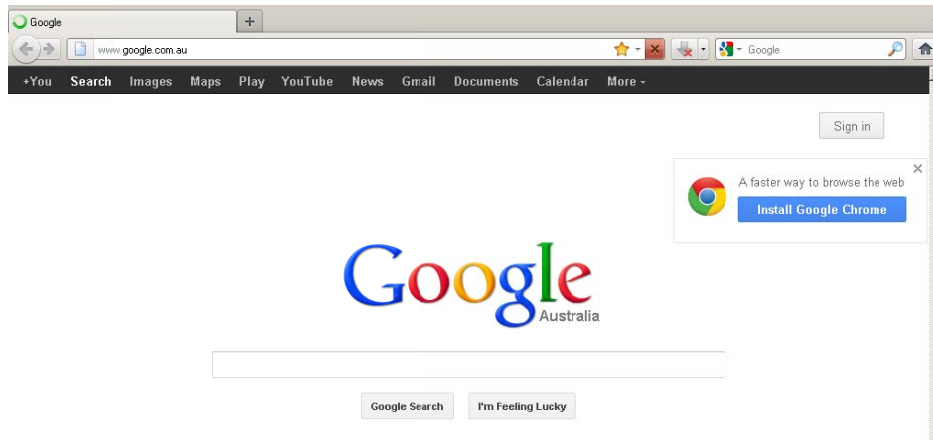 Google
www.google.com.au
Google
+You Search Images Maps Play YouTube News Gmail Documents Calendar More
Sign in
A faster way to browse the web
Install Google Chrome
Google
Australia
Google Search I'm Feeling Lucky